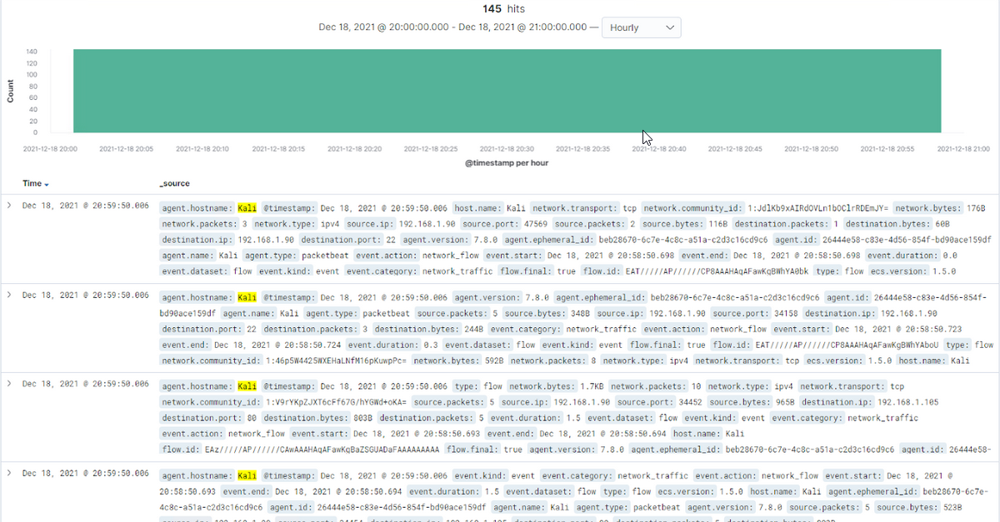 145 hits
Dec 18, 2021 @ 20:00:00.000 - Dec 18, 2021 @ 21:00:00.000 — Hourly
140
120
100
80
60
40
20
0
Count
2021-12-18 20:00 2021-12-18 20:05 2021-12-18 20:10 2021-12-18 20:15 2021-12-18 20:20 2021-12-18 20:25 2021-12-18 20:30 2021-12-18 20:35 2021-12-18 20:40 2021-12-18 20:45 2021-12-18 20:50 2021-12-18 20:55 2021-12-18 21:00
@timestamp per hour
Time _source
Dec 18, 2021 @ 20:59:50.006 agent.hostname: Kali @timestamp: Dec 18, 2021 @ 20:59:50.006 host.name: Kali network.transport: tcp network.community_id: 1:JdlKb9xAIRdOVLn1bOClrRDEmJY= network.bytes: 176B
network.packets: 3 network.type: ipv4 source.ip: 192.168.1.90 source.port: 47569 source.packets: 2 source.bytes: 116B destination.packets: 1 destination.bytes: 60B
destination.ip: 192.168.1.90 destination.port: 22 agent.version: 7.8.0 agent.ephemeral_id: beb28670-6c7e-4c8c-a51a-c2d3c16cd9c6 agent.id: 26444e58-c83e-4d56-854f-bd90ace159df
agent.name: Kali agent.type: packetbeat event.action: network_flow event.start: Dec 18, 2021 @ 20:58:50.698 event.end: Dec 18, 2021 @ 20:58:50.698 event.duration: 0.0
event.dataset: flow event.kind: event event.category: network_traffic flow.final: true flow.id: EAT/////AP//////CP8AAAHAqAFawKgBWhYA0bk type: flow ecs.version: 1.5.0
Dec 18, 2021 @ 20:59:50.006 agent.hostname: Kali @timestamp: Dec 18, 2021 @ 20:59:50.006 agent.version: 7.8.0 agent.ephemeral_id: beb28670-6c7e-4c8c-a51a-c2d3c16cd9c6 agent.id: 26444e58-c83e-4d56-854f-
bd90ace159df agent.name: Kali agent.type: packetbeat source.packets: 5 source.bytes: 348B source.ip: 192.168.1.90 source.port: 34158 destination.ip: 192.168.1.90
destination.port: 22 destination.packets: 3 destination.bytes: 244B event.category: network_traffic event.action: network_flow event.start: Dec 18, 2021 @ 20:58:50.723
event.end: Dec 18, 2021 @ 20:58:50.724 event.duration: 0.3 event.dataset: flow event.kind: event flow.final: true flow.id: EAT/////AP//////CP8AAAHAqAFawKgBWhYAboU type: flow
network.community_id: 1:46p5W4425WXEHaLNfM16pKuwpPc= network.bytes: 592B network.packets: 8 network.type: ipv4 network.transport: tcp ecs.version: 1.5.0 host.name: Kali
Dec 18, 2021 @ 20:59:50.006 agent.hostname: Kali @timestamp: Dec 18, 2021 @ 20:59:50.006 type: flow network.bytes: 1.7KB network.packets: 10 network.type: ipv4 network.transport: tcp
network.community_id: 1:V9rYKpZJXT6cFf67G/hYGWd+oKA= source.packets: 5 source.ip: 192.168.1.90 source.port: 34452 source.bytes: 965B destination.ip: 192.168.1.105
destination.port: 80 destination.bytes: 803B destination.packets: 5 event.duration: 1.5 event.dataset: flow event.kind: event event.category: network_traffic
event.action: network_flow event.start: Dec 18, 2021 @ 20:58:50.693 event.end: Dec 18, 2021 @ 20:58:50.694 host.name: Kali
flow.id: EAz/////AP//////CAwAAAHAqAFawKqBaZSGUADaFAAAAAAAAA flow.final: true agent.version: 7.8.0 agent.ephemeral_id: beb28670-6c7e-4c8c-a51a-c2d3c16cd9c6 agent.id: 26444e58-
Dec 18, 2021 @ 20:59:50.006 agent.hostname: Kali @timestamp: Dec 18, 2021 @ 20:59:50.006 event.kind: event event.category: network_traffic event.action: network_flow event.start: Dec 18, 2021 @
20:58:50.693 event.end: Dec 18, 2021 @ 20:58:50.694 event.duration: 1.5 event.dataset: flow type: flow ecs.version: 1.5.0 host.name: Kali agent.ephemeral_id: beb28670-6c7e-
4c8c-a51a-c2d3c16cd9c6 agent.id: 26444e58-c83e-4d56-854f-bd90ace159df agent.name: Kali agent.type: packetbeat agent.version: 7.8.0 source.packets: 5 source.bytes: 523B